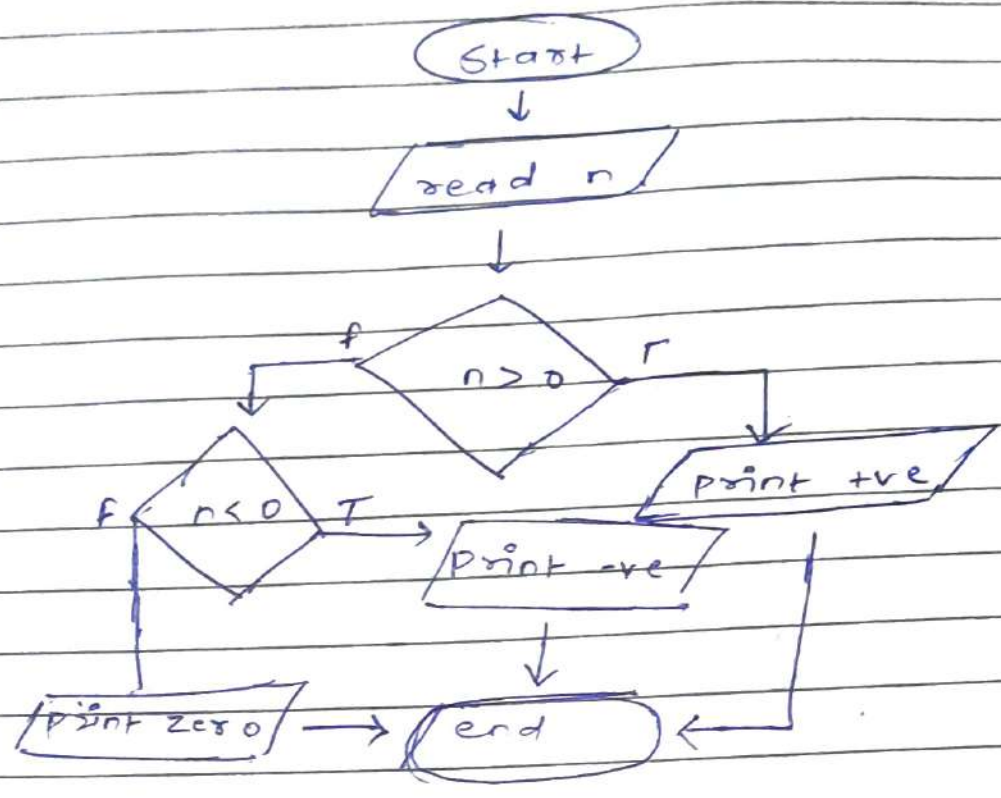 Start
read n
f
n > 0
T
print +ve
f
n < 0
T
print -ve
print zero
end